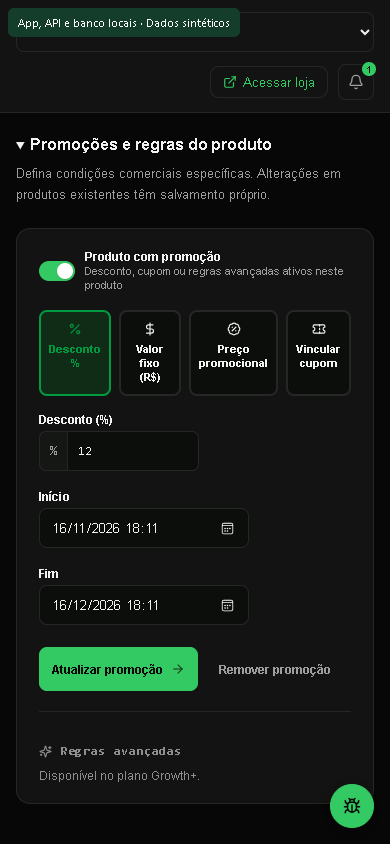 App, API e banco locais · Dados sintéticos
Acessar loja
1
▼ Promoções e regras do produto
Defina condições comerciais específicas. Alterações em
produtos existentes têm salvamento próprio.
Produto com promoção
Desconto, cupom ou regras avançadas ativos neste
produto
Desconto
%
Valor
fixo
(R$)
Preço
promocional
Vincular
cupom
Desconto (%)
% 12
Início
16/11/2026 18:11
Fim
16/12/2026 18:11
Atualizar promoção →
Remover promoção
Regras avançadas
Disponível no plano Growth+.